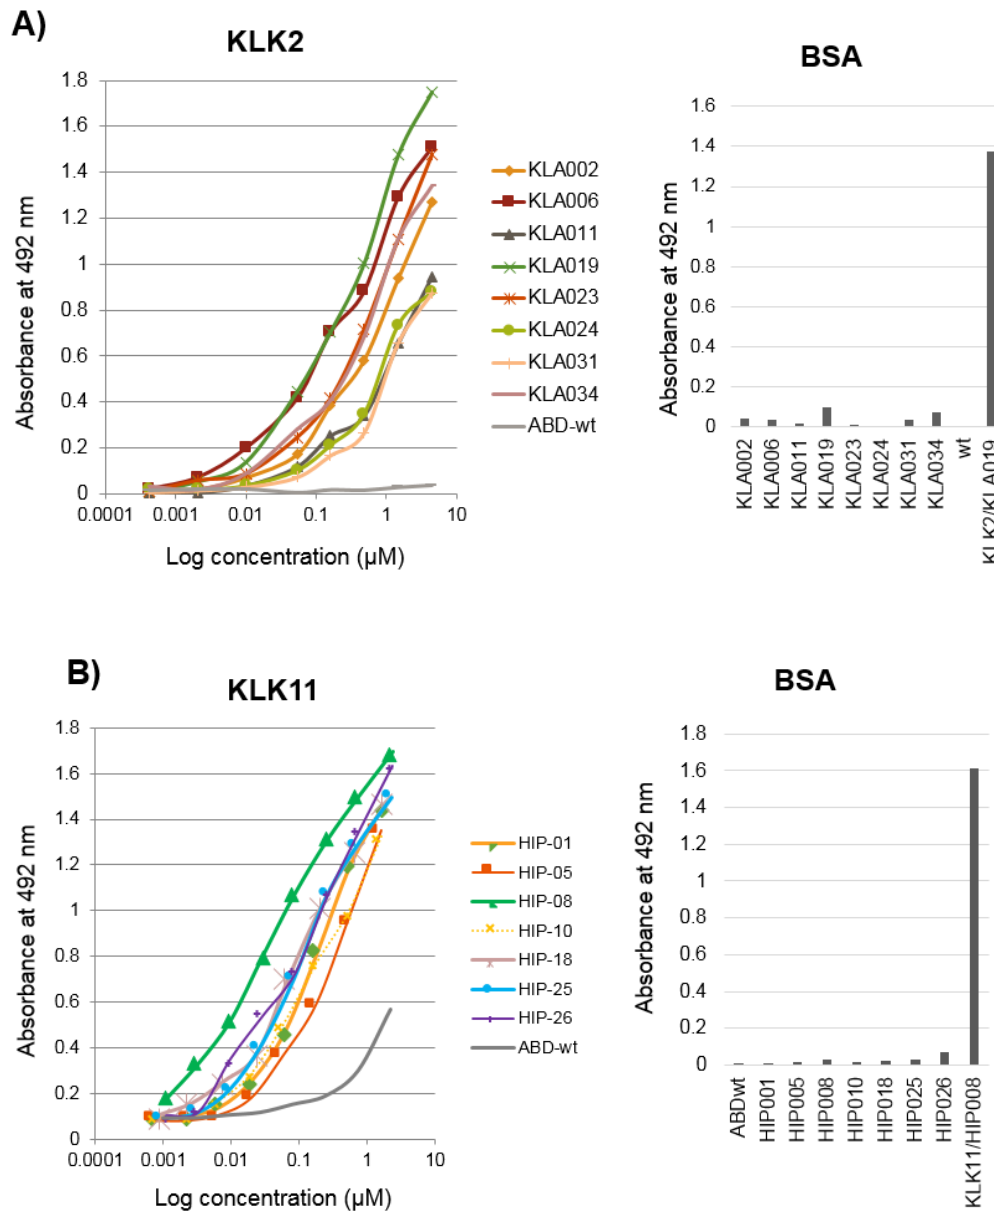 A)
KLK2
1.8
1.6
1.4
1.2
1
0.8
0.6
0.4
0.2
0
0.0001 0.001 0.01 0.1 1 10
Absorbance at 492 nm
Log concentration (µM)
KLA002
KLA006
KLA011
KLA019
KLA023
KLA024
KLA031
KLA034
ABD-wt
BSA
1.6
1.4
1.2
1
0.8
0.6
0.4
0.2
0
Absorbance at 492 nm
KLA002
KLA006
KLA011
KLA019
KLA023
KLA024
KLA031
KLA034
wt
KLK2/KLA019
B)
KLK11
1.8
1.6
1.4
1.2
1
0.8
0.6
0.4
0.2
0
0.0001 0.001 0.01 0.1 1 10
Absorbance at 492 nm
Log concentration (µM)
HIP-01
HIP-05
HIP-08
HIP-10
HIP-18
HIP-25
HIP-26
ABD-wt
BSA
1.8
1.6
1.4
1.2
1
0.8
0.6
0.4
0.2
0
Absorbance at 492 nm
ABDwt
HIP001
HIP005
HIP008
HIP010
HIP018
HIP025
HIP026
KLK11/HIP008